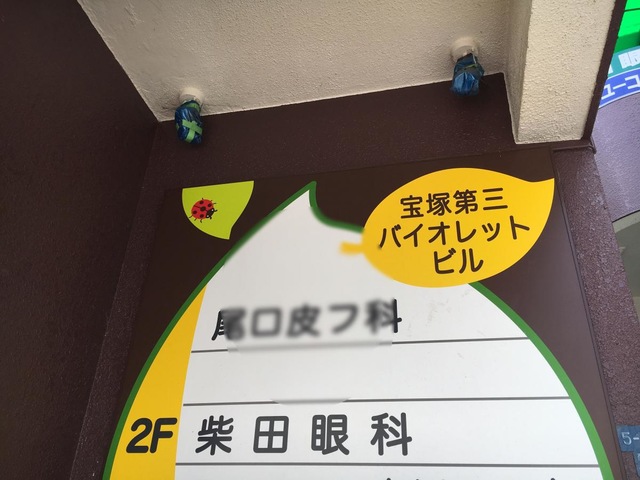 宝塚第三
バイオレット
ビル
尾口皮フ科
2F 柴田眼科